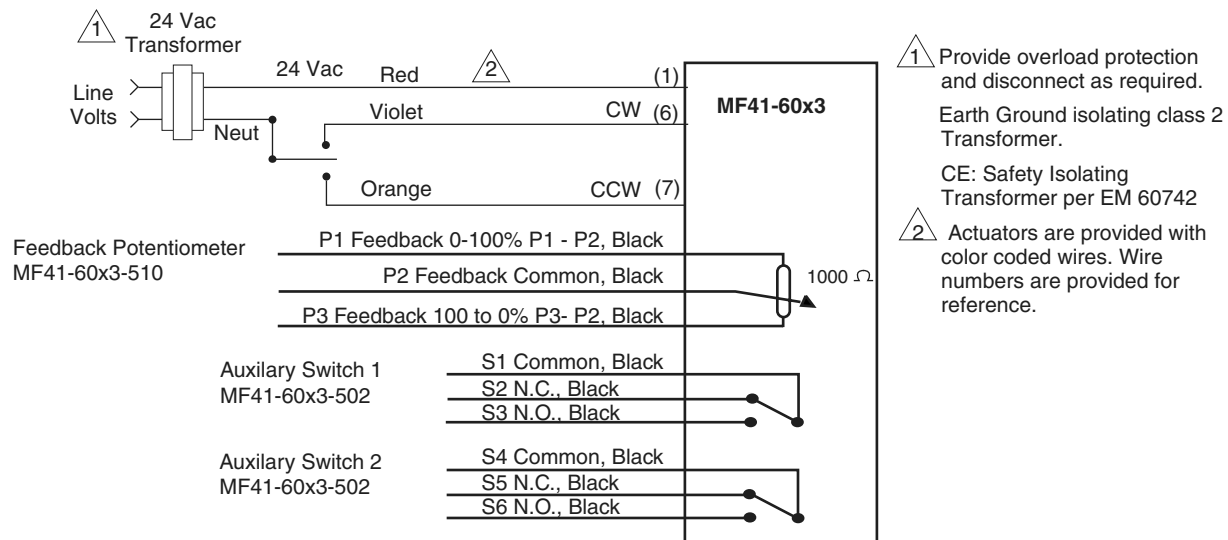 1
24 Vac
Transformer
24 Vac
Red
2
(1)
Line
Volts
Neut
Violet
CW (6)
Orange
CCW (7)
MF41-60x3
Feedback Potentiometer
MF41-60x3-510
P1 Feedback 0-100% P1 - P2, Black
P2 Feedback Common, Black
P3 Feedback 100 to 0% P3- P2, Black
1000 Ω
Auxilary Switch 1
MF41-60x3-502
S1 Common, Black
S2 N.C., Black
S3 N.O., Black
Auxilary Switch 2
MF41-60x3-502
S4 Common, Black
S5 N.C., Black
S6 N.O., Black
1 Provide overload protection
and disconnect as required.
Earth Ground isolating class 2
Transformer.
CE: Safety Isolating
Transformer per EM 60742
2 Actuators are provided with
color coded wires. Wire
numbers are provided for
reference.